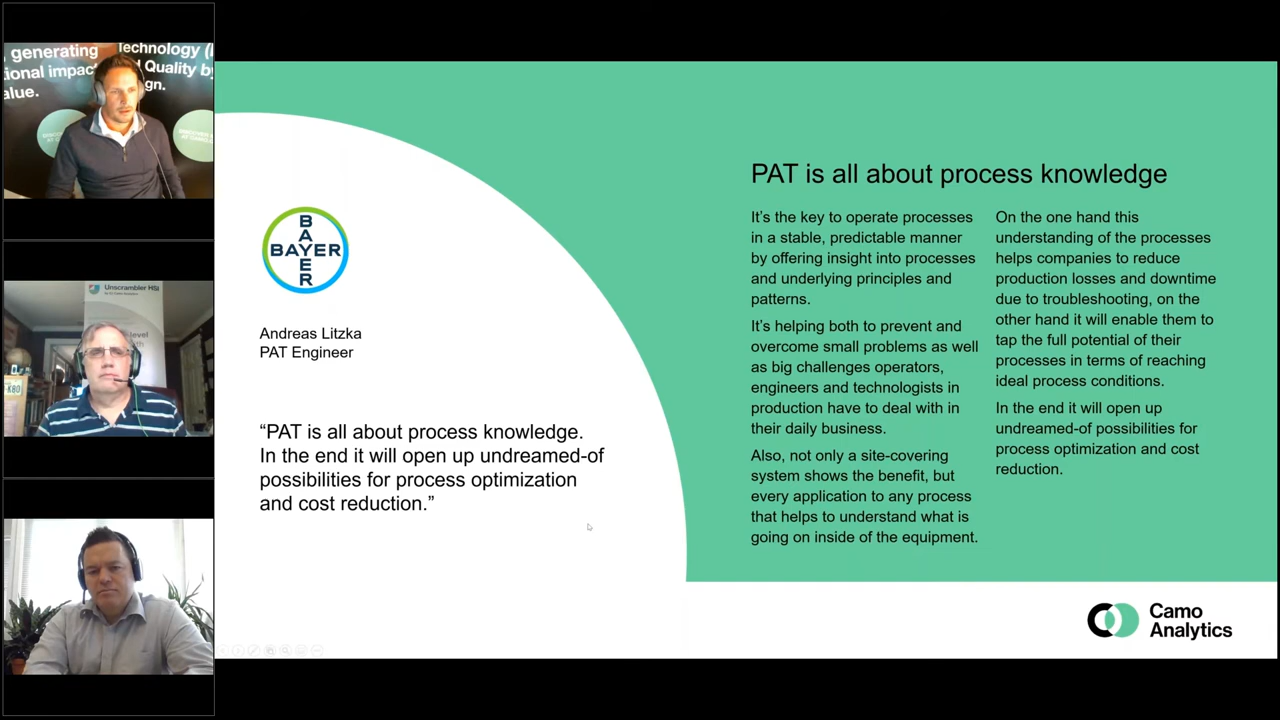 generating
Technology (
ional impact
d Quality by
alue.
gn.
Unscrambler HSI
-level
K80
BAYER
BAYER
Andreas Litzka
PAT Engineer
“PAT is all about process knowledge.
In the end it will open up undreamed-of
possibilities for process optimization
and cost reduction.”
PAT is all about process knowledge
It’s the key to operate processes
in a stable, predictable manner
by offering insight into processes
and underlying principles and
patterns.
It’s helping both to prevent and
overcome small problems as well
as big challenges operators,
engineers and technologists in
production have to deal with in
their daily business.
Also, not only a site-covering
system shows the benefit, but
every application to any process
that helps to understand what is
going on inside of the equipment.
On the one hand this
understanding of the processes
helps companies to reduce
production losses and downtime
due to troubleshooting, on the
other hand it will enable them to
tap the full potential of their
processes in terms of reaching
ideal process conditions.
In the end it will open up
undreamed-of possibilities for
process optimization and cost
reduction.
Camo
Analytics